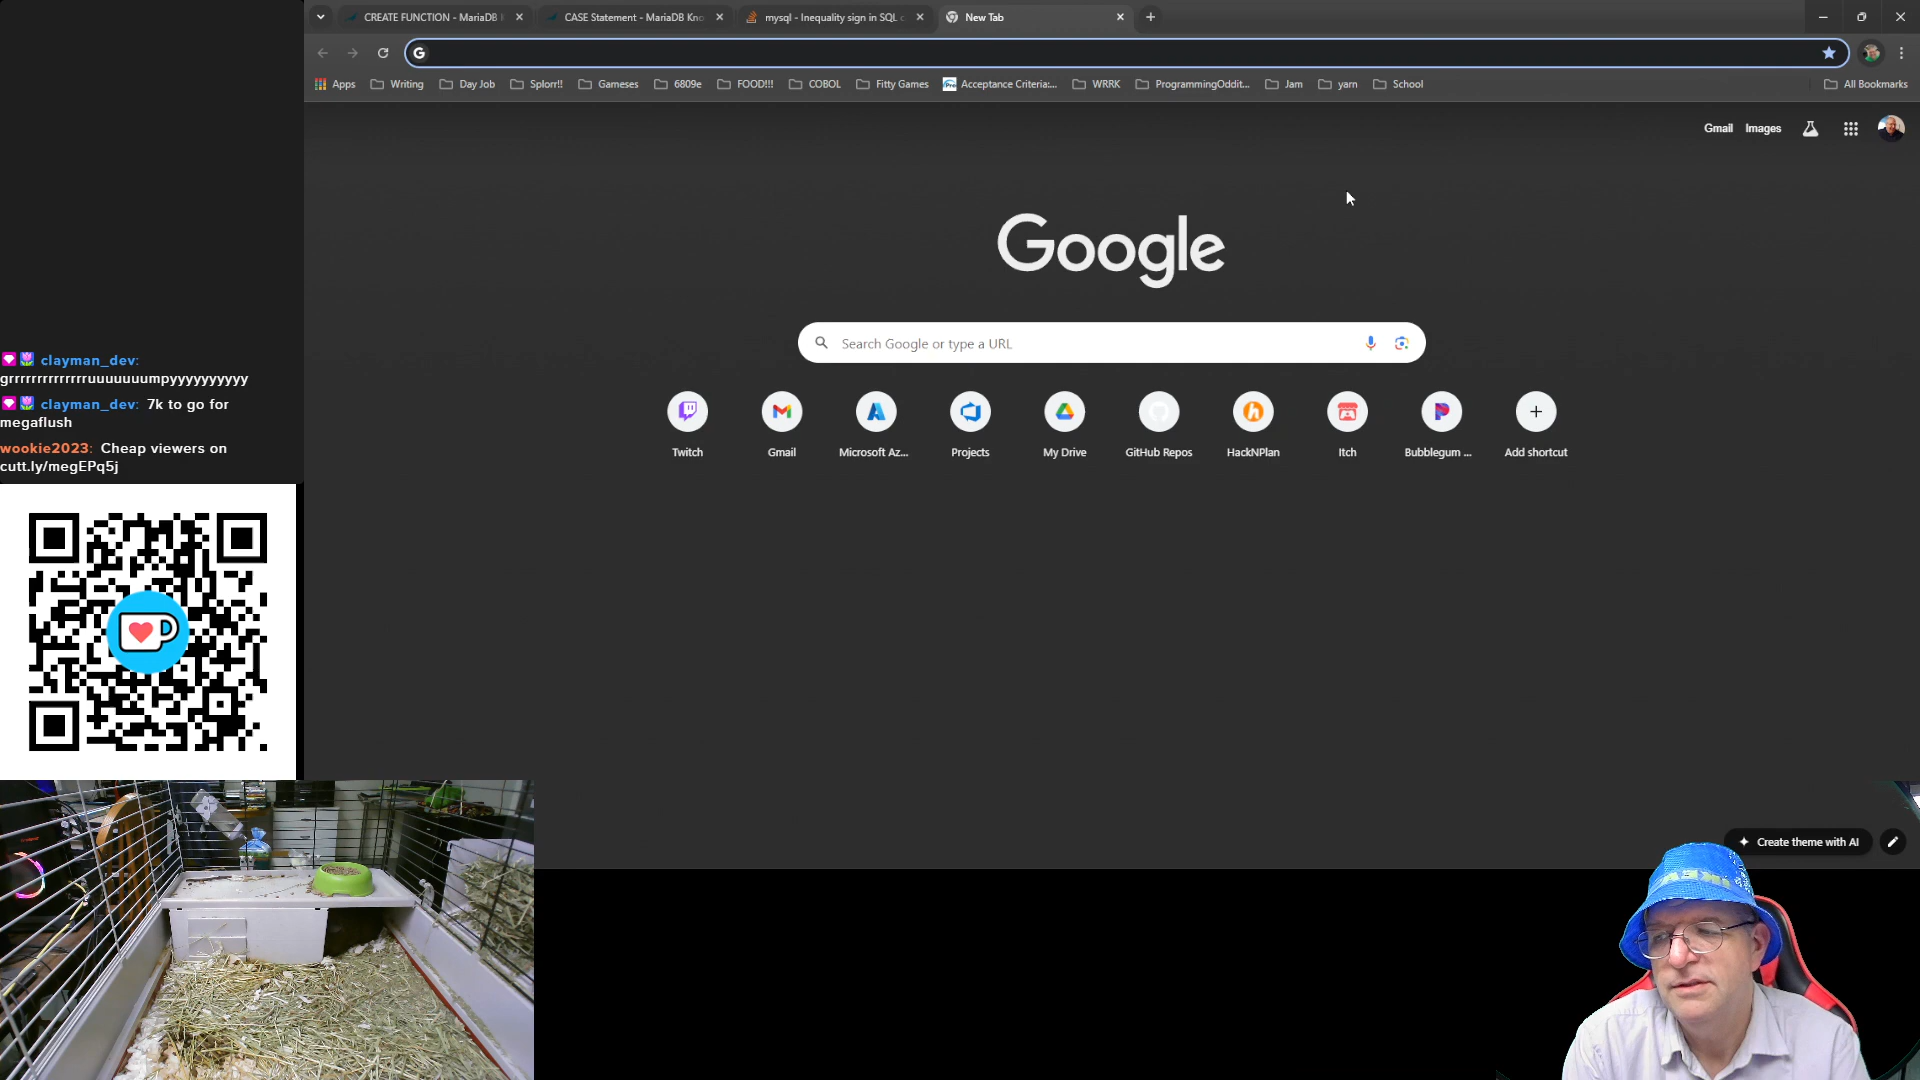 CREATE FUNCTION - MariaDB
CASE Statement - MariaDB Kno
mysql - Inequality sign in SQL
New Tab
Apps
Writing
Day Job
Splorr!!
Gameses
6809e
FOOD!!!
COBOL
Fitty Games
Acceptance Criteria:...
WRRK
ProgrammingOddit...
Jam
yarn
School
All Bookmarks
Gmail
Images
Google
Search Google or type a URL
Twitch
Gmail
Microsoft Az...
Projects
My Drive
GitHub Repos
HackNPlan
Itch
Bubblegum ...
Add shortcut
clayman_dev:
grrrrrrrrrrrrrruuuuuuumpyyyyyyyyyy
clayman_dev: 7k to go for
megaflush
wookie2023: Cheap viewers on
cutt.ly/megEPq5j
Create theme with AI